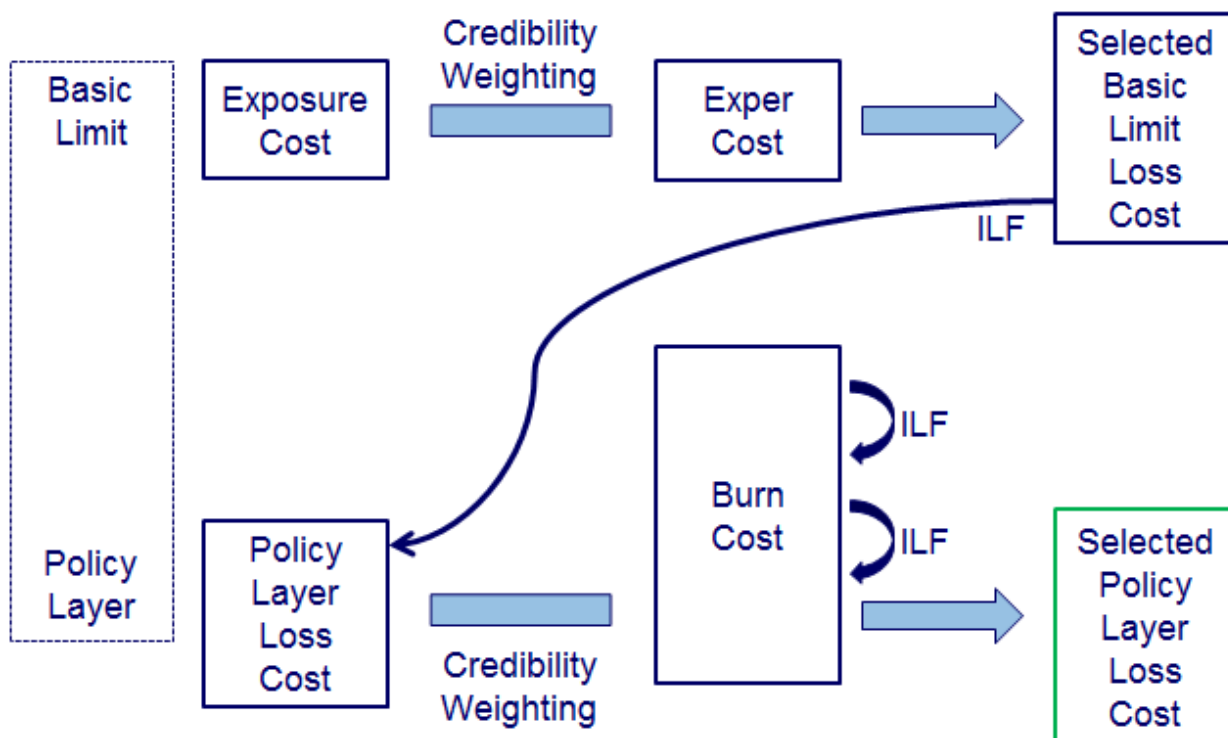 Basic
Limit
Exposure
Cost
Credibility
Weighting
Exper
Cost
Selected
Basic
Limit
Loss
Cost
ILF
Burn
Cost
ILF
ILF
Policy
Layer
Policy
Layer
Loss
Cost
Credibility
Weighting
Selected
Policy
Layer
Loss
Cost